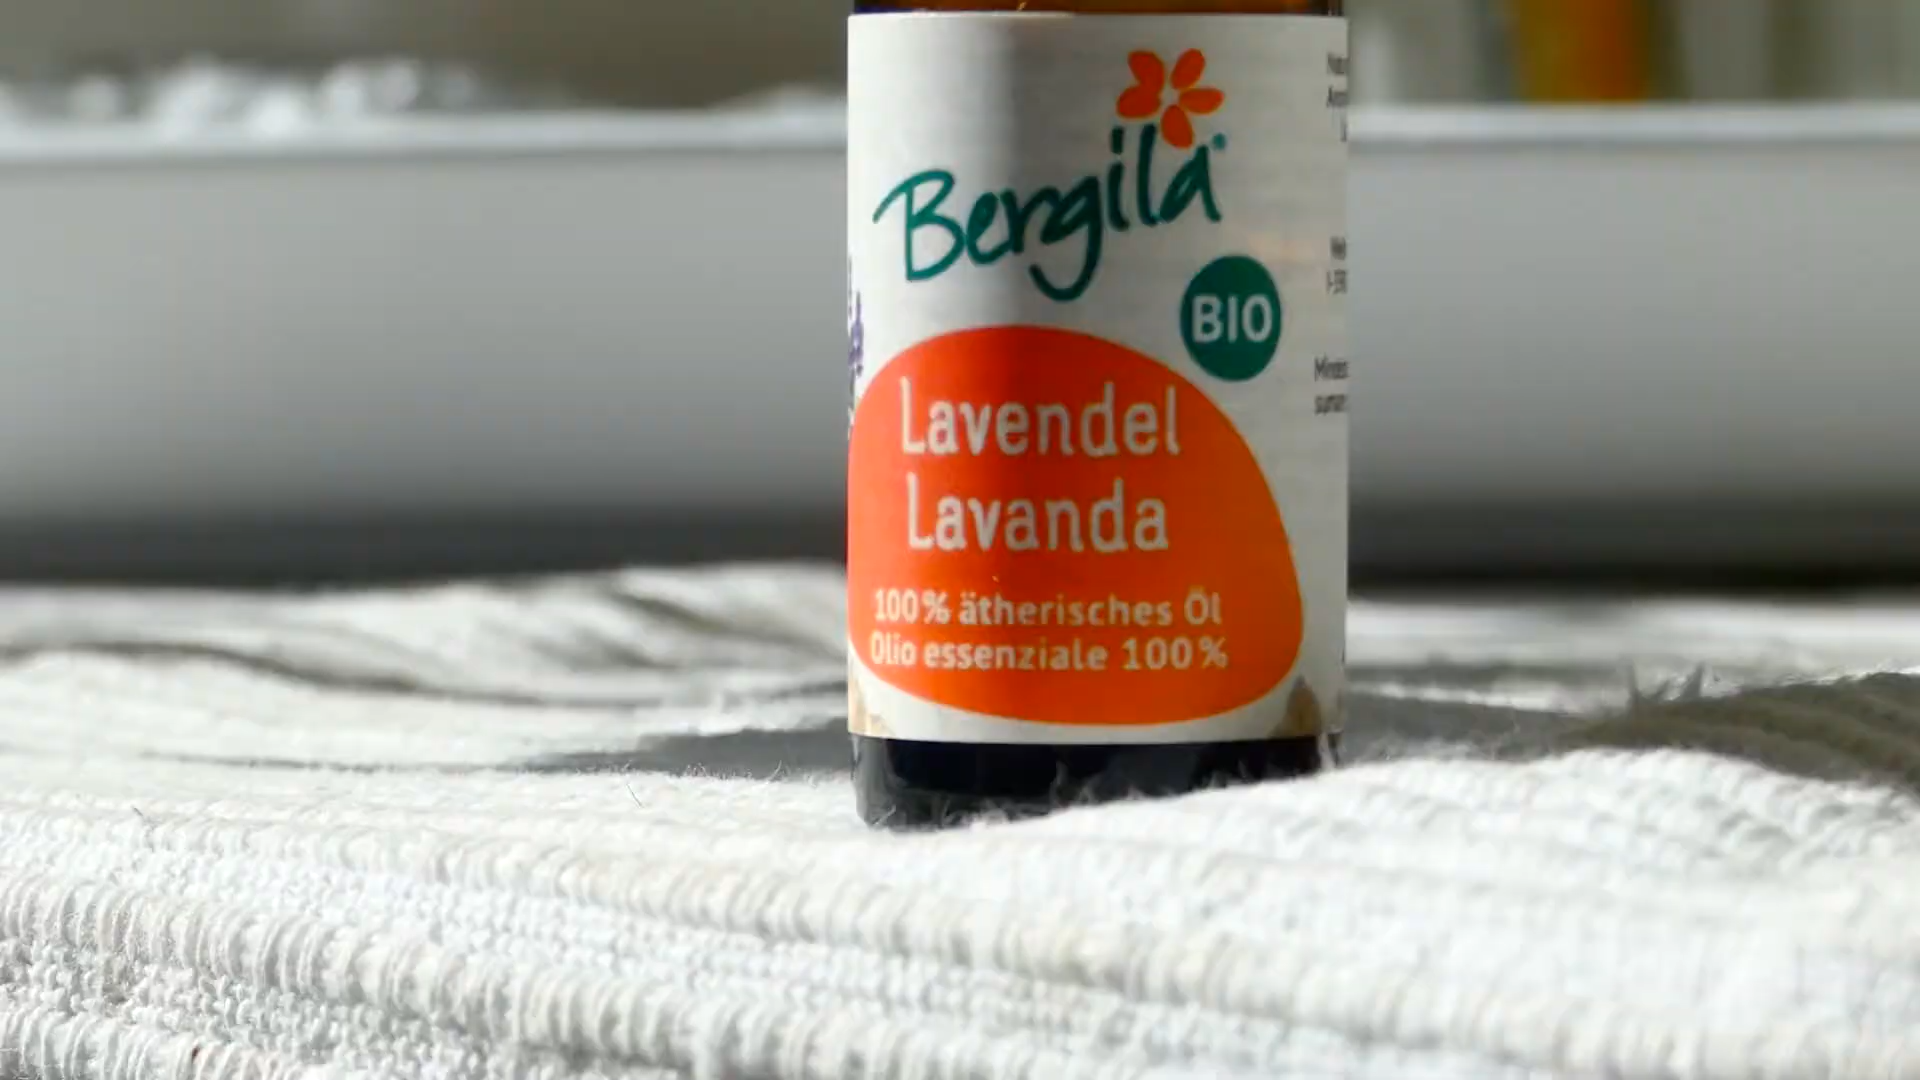 Bergila
BIO
Lavendel
Lavanda
100% ätherisches Öl
Olio essenziale 100%